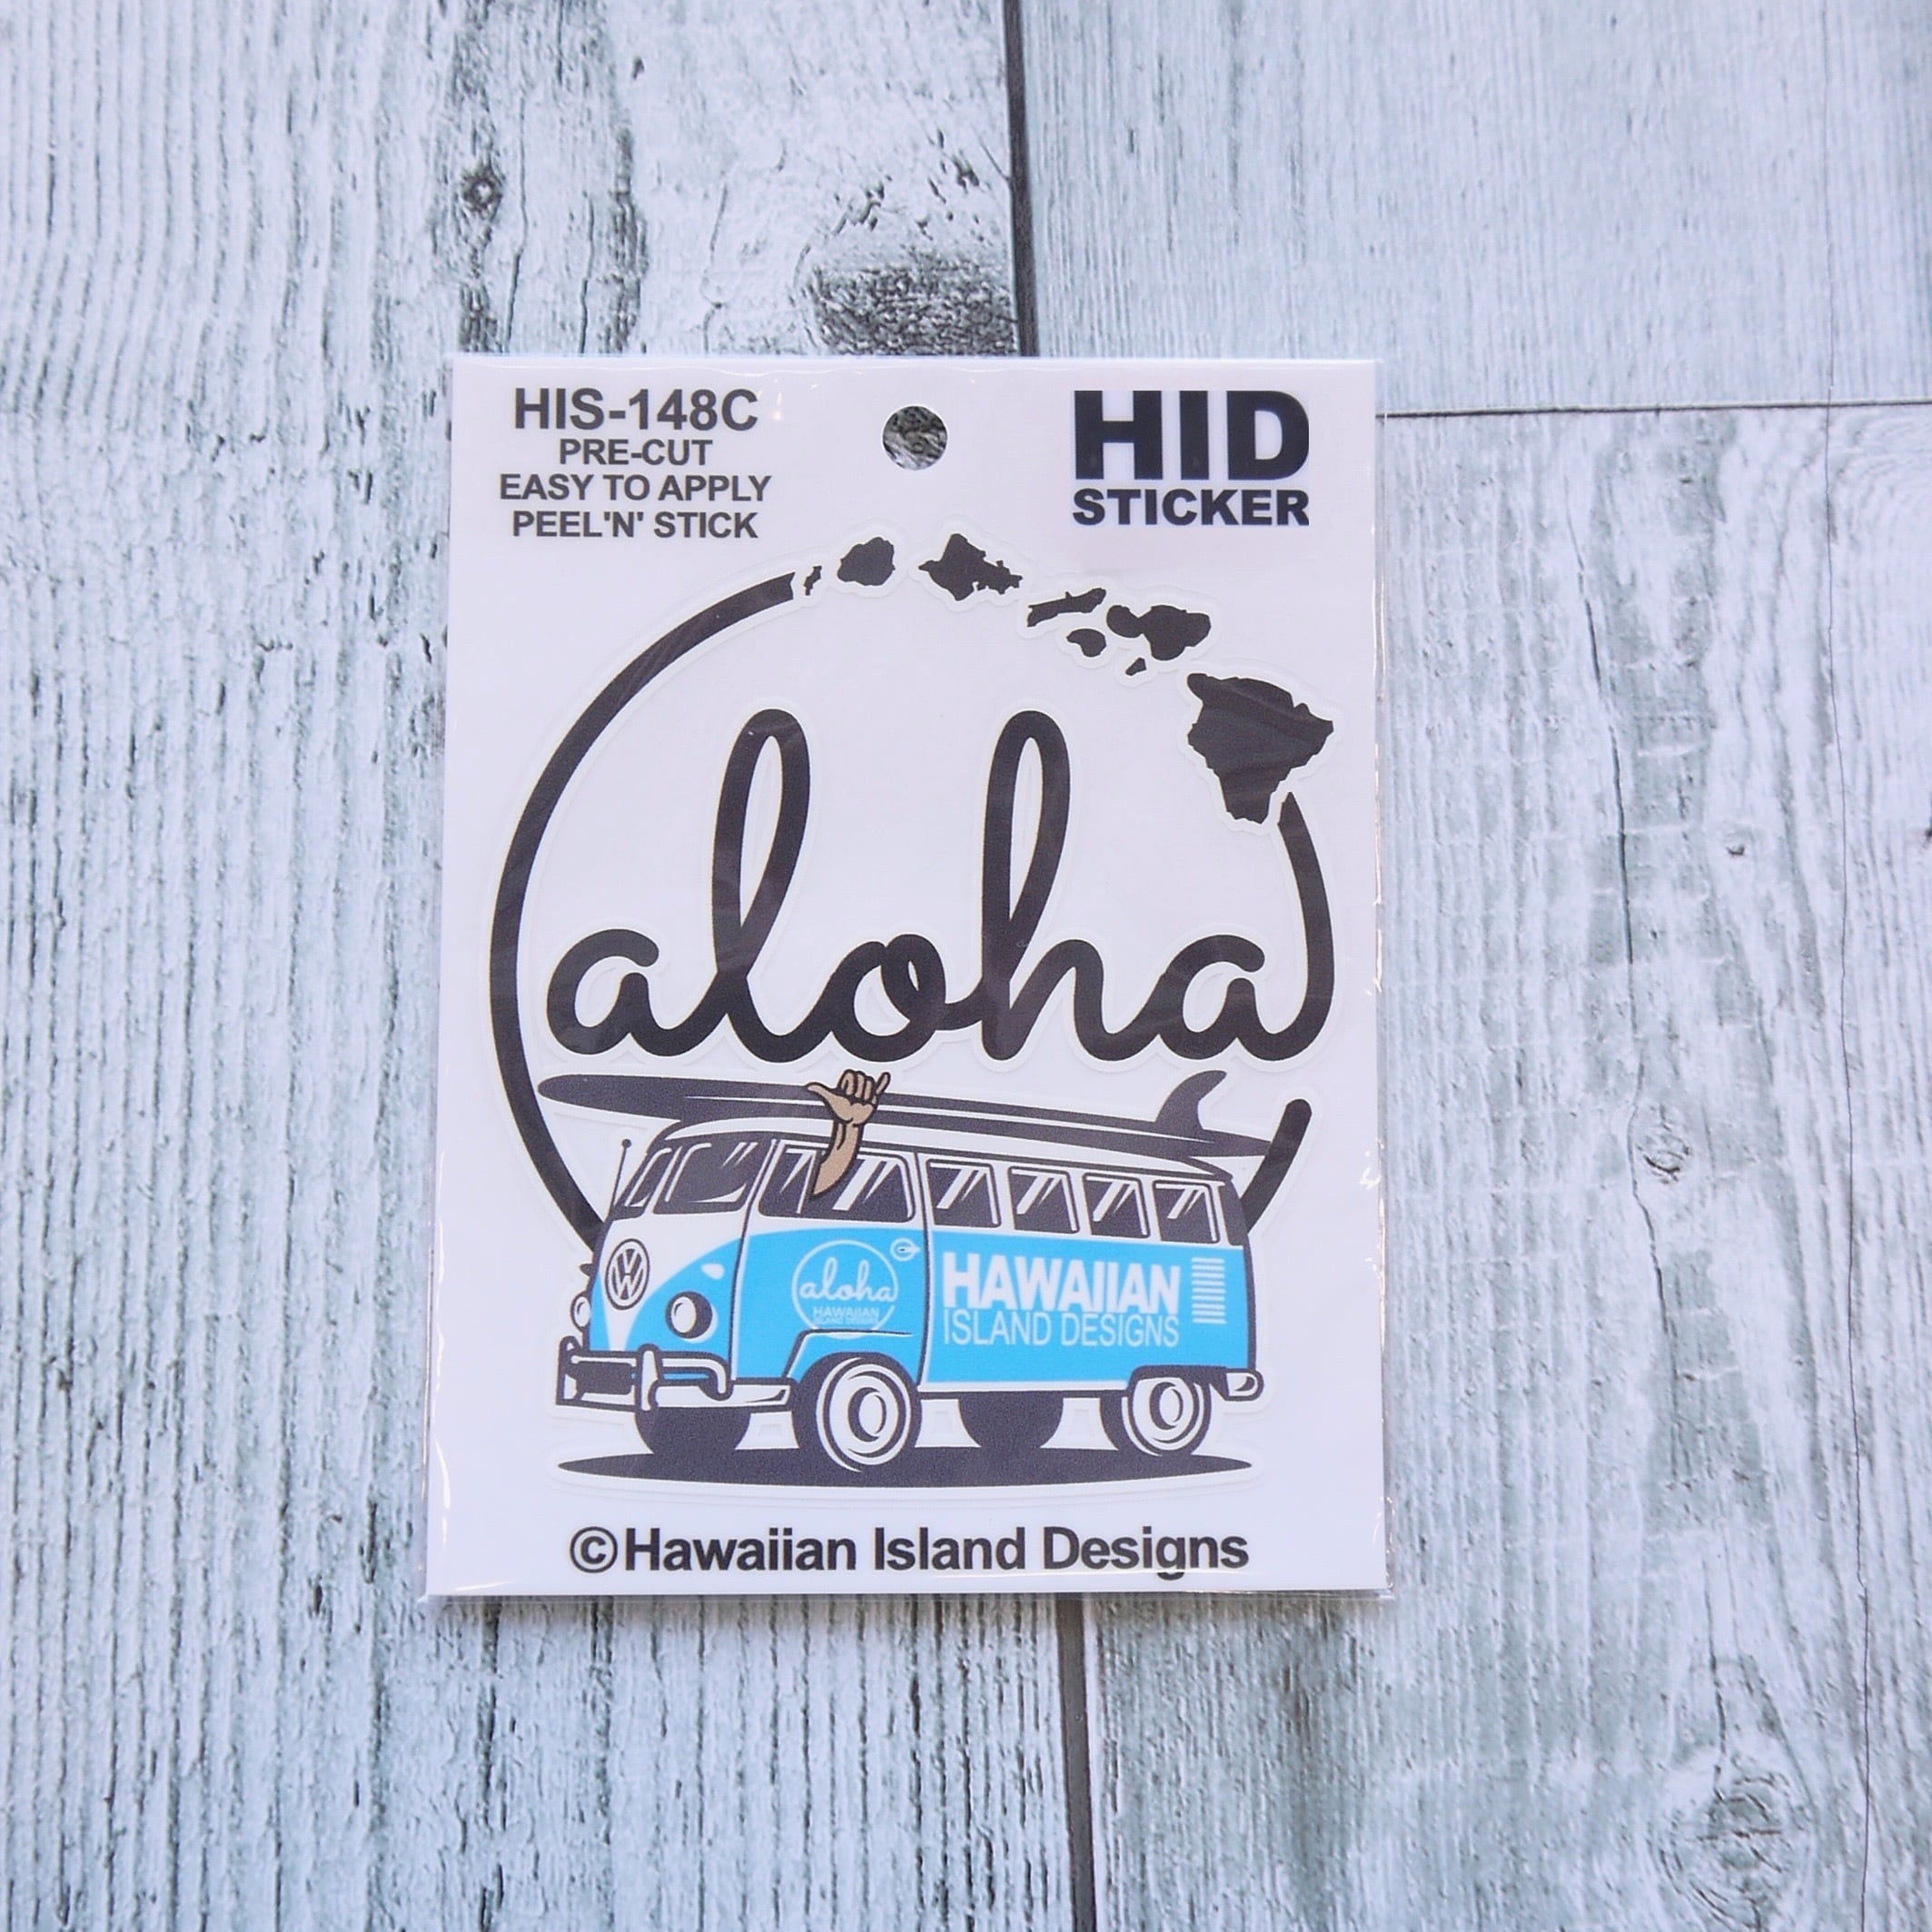 HIS-148C
PRE-CUT
EASY TO APPLY
PEEL'N' STICK
HID
STICKER
aloha
VW
aloha
HAWAIIAN
ISLAND DESIGNS
HAWAIIAN
ISLAND DESIGNS
©Hawaiian Island Designs